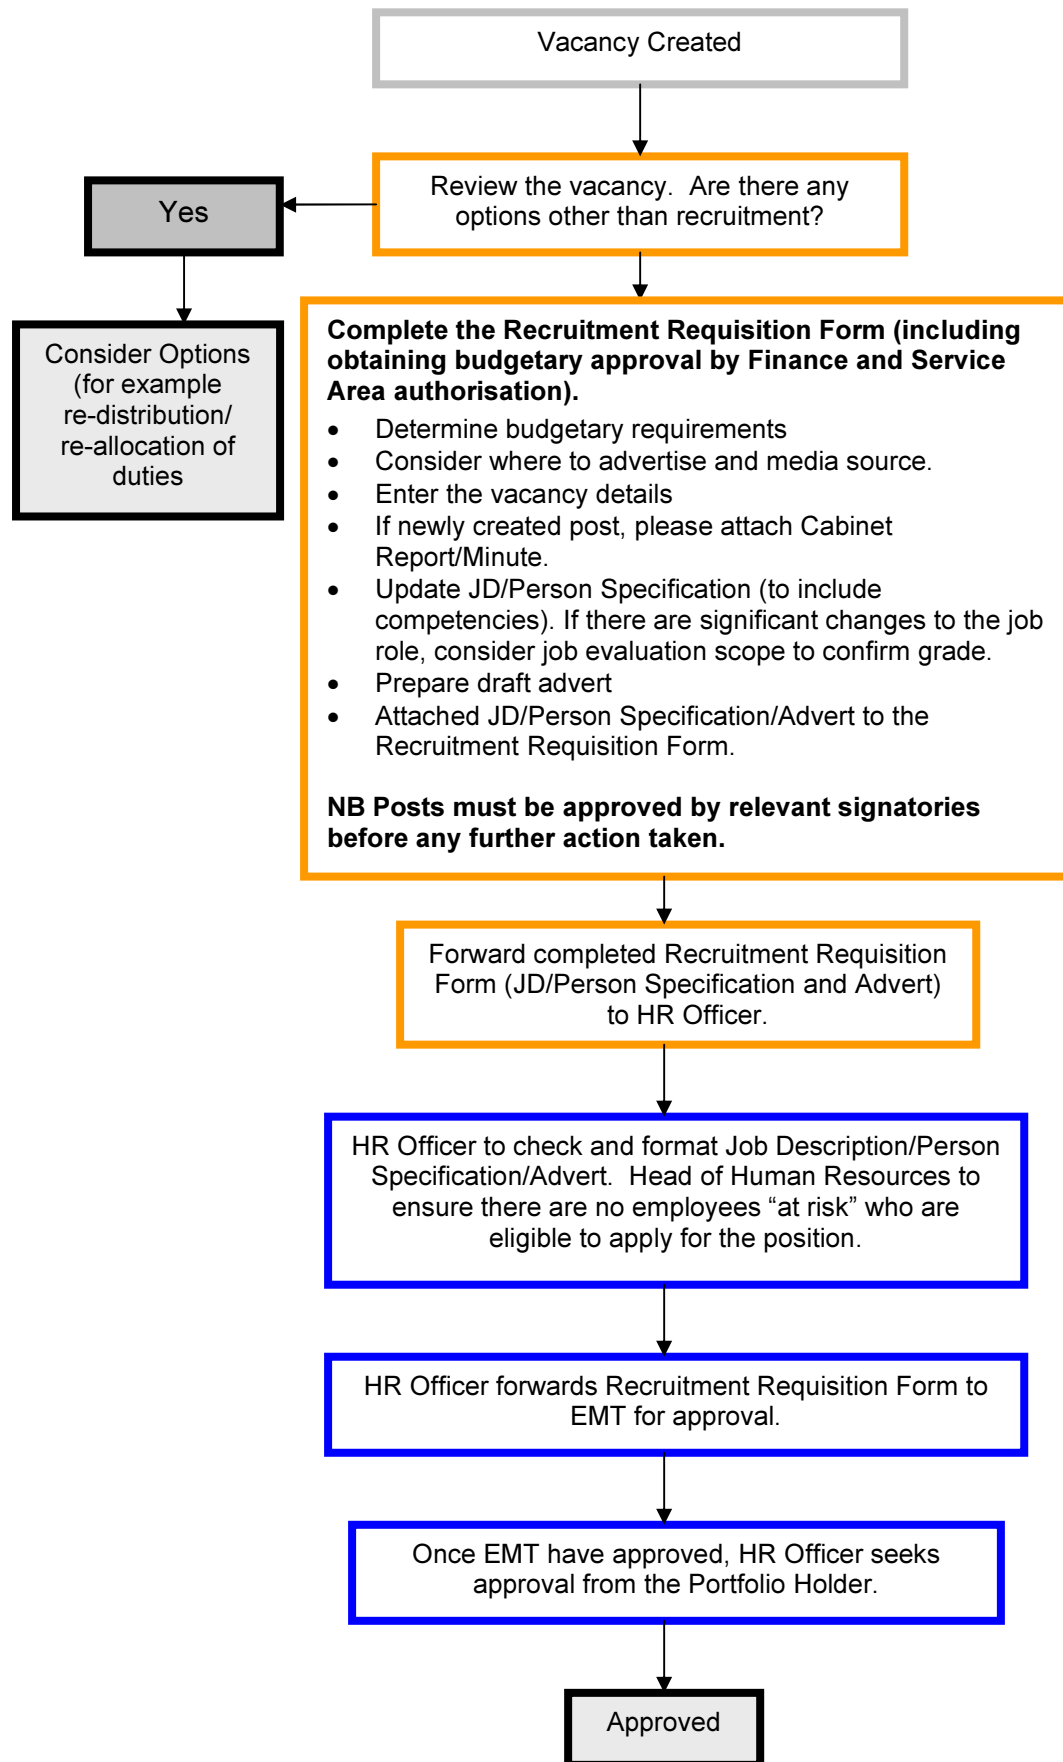 Vacancy Created
Review the vacancy.  Are there any
options other than recruitment?
Yes
Consider Options
(for example
re-distribution/
re-allocation of
duties
Complete the Recruitment Requisition Form (including
obtaining budgetary approval by Finance and Service
Area authorisation).
• Determine budgetary requirements
• Consider where to advertise and media source.
• Enter the vacancy details
• If newly created post, please attach Cabinet
Report/Minute.
• Update JD/Person Specification (to include
competencies). If there are significant changes to the job
role, consider job evaluation scope to confirm grade.
• Prepare draft advert
• Attached JD/Person Specification/Advert to the
Recruitment Requisition Form.
NB Posts must be approved by relevant signatories
before any further action taken.
Forward completed Recruitment Requisition
Form (JD/Person Specification and Advert)
to HR Officer.
HR Officer to check and format Job Description/Person
Specification/Advert.  Head of Human Resources to
ensure there are no employees “at risk” who are
eligible to apply for the position.
HR Officer forwards Recruitment Requisition Form to
EMT for approval.
Once EMT have approved, HR Officer seeks
approval from the Portfolio Holder.
Approved